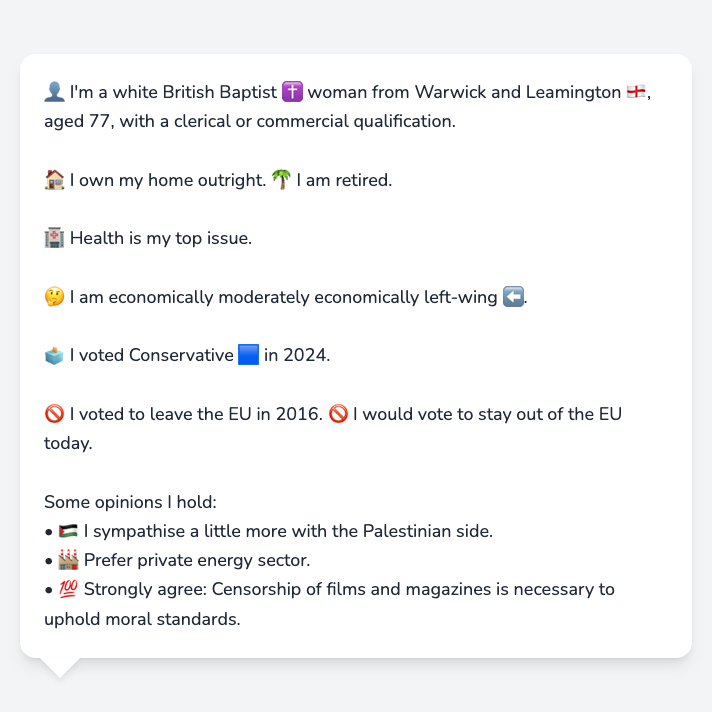 👤 I'm a white British Baptist ✝️ woman from Warwick and Leamington 🏴󠁧󠁢󠁥󠁮󠁧󠁿,
aged 77, with a clerical or commercial qualification.
🏠 I own my home outright. 🌴 I am retired.
🏥 Health is my top issue.
🤔 I am economically moderately economically left-wing ⬅️.
🗳️ I voted Conservative 🟦 in 2024.
🚫 I voted to leave the EU in 2016. 🚫 I would vote to stay out of the EU
today.
Some opinions I hold:
• 🇵🇸 I sympathise a little more with the Palestinian side.
• 🏭 Prefer private energy sector.
• 💯 Strongly agree: Censorship of films and magazines is necessary to
uphold moral standards.